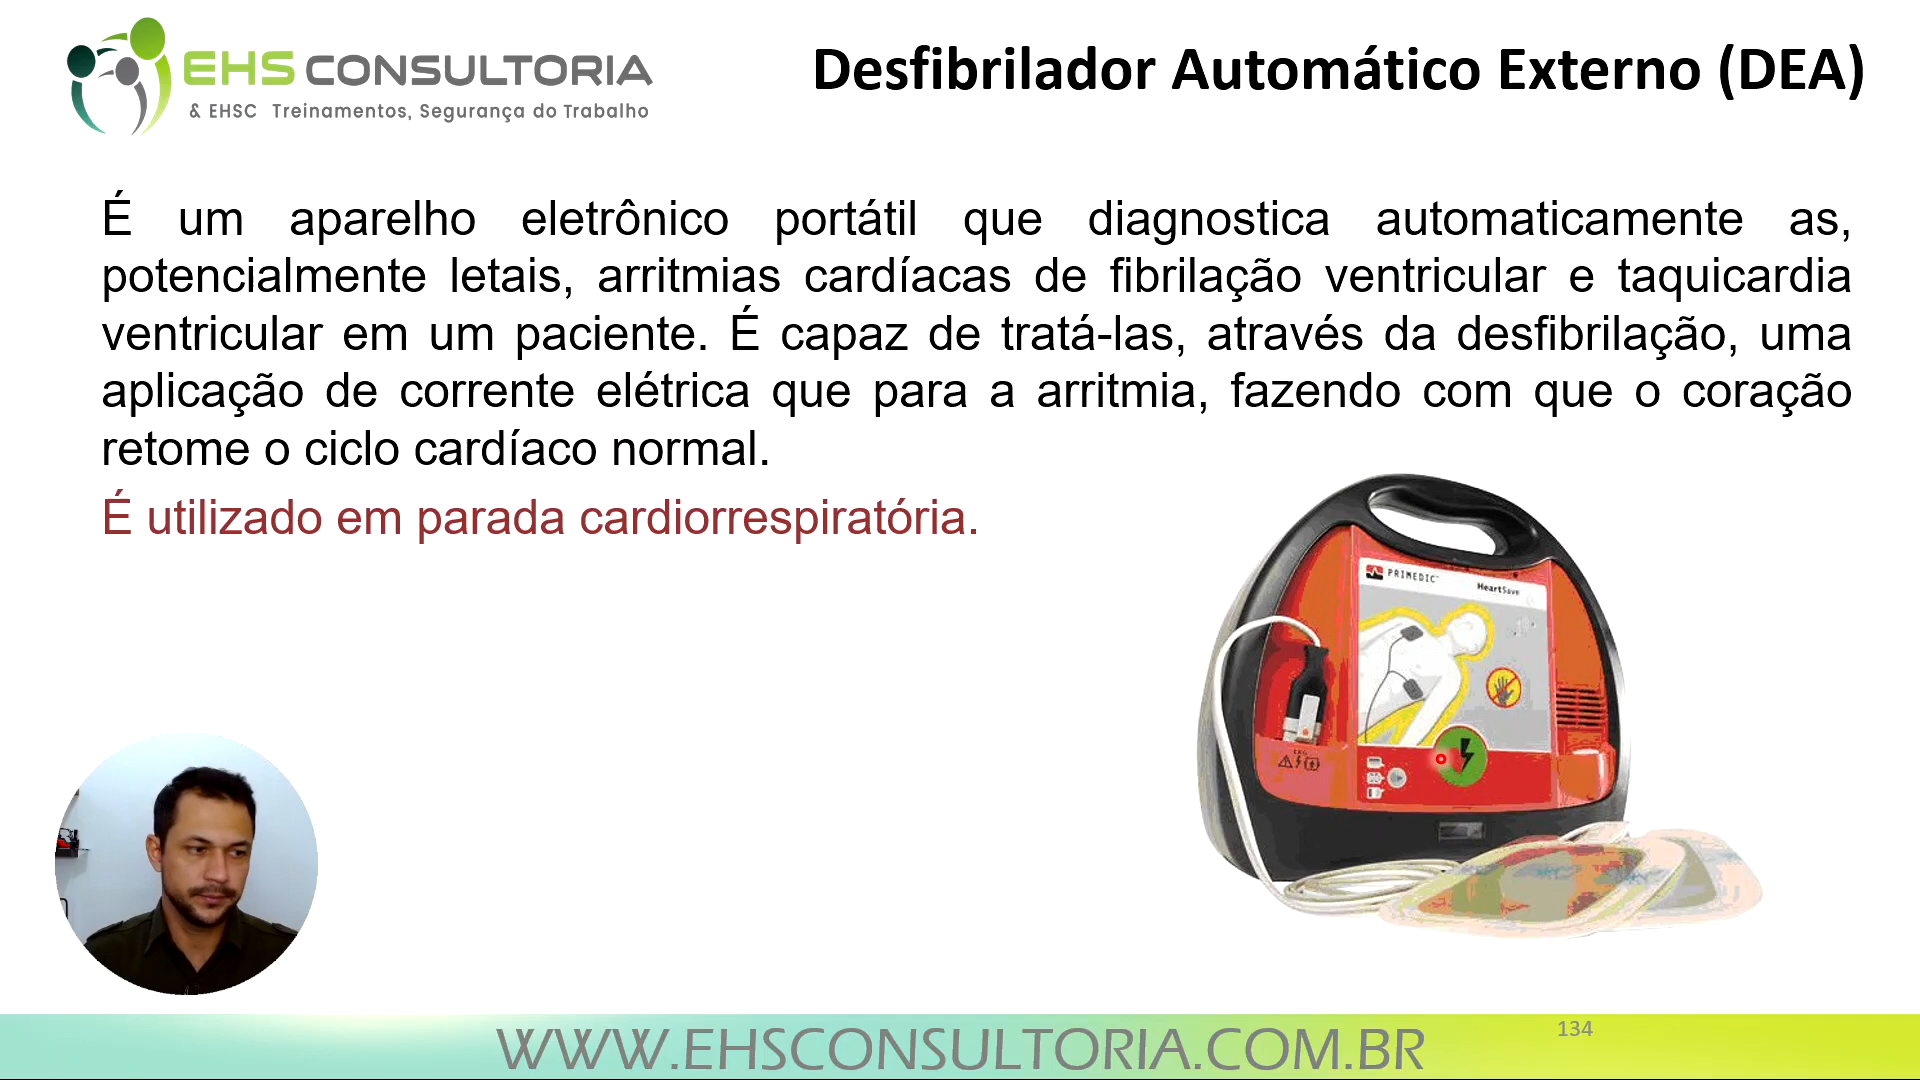 EHS CONSULTORIA
& EHSC Treinamentos, Segurança do Trabalho
Desfibrilador Automático Externo (DEA)
É um aparelho eletrônico portátil que diagnostica automaticamente as,
potencialmente letais, arritmias cardíacas de fibrilação ventricular e taquicardia
ventricular em um paciente. É capaz de tratá-las, através da desfibrilação, uma
aplicação de corrente elétrica que para a arritmia, fazendo com que o coração
retome o ciclo cardíaco normal.
É utilizado em parada cardiorrespiratória.
PRIMEDIC
HeartSave
WWW.EHSCONSULTORIA.COM.BR
134